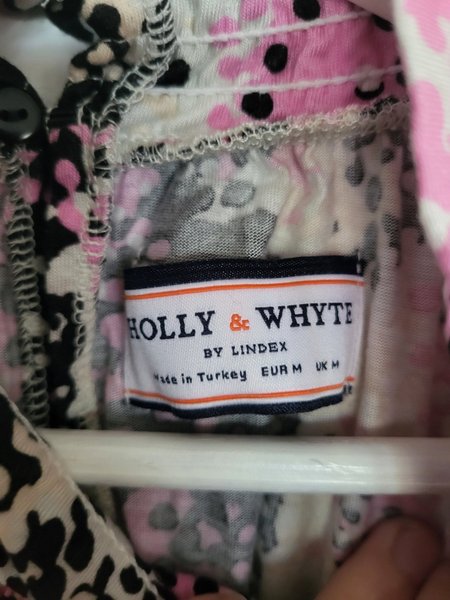 HOLLY & WHYTE
BY LINDEX
Made in Turkey EUR M UK M